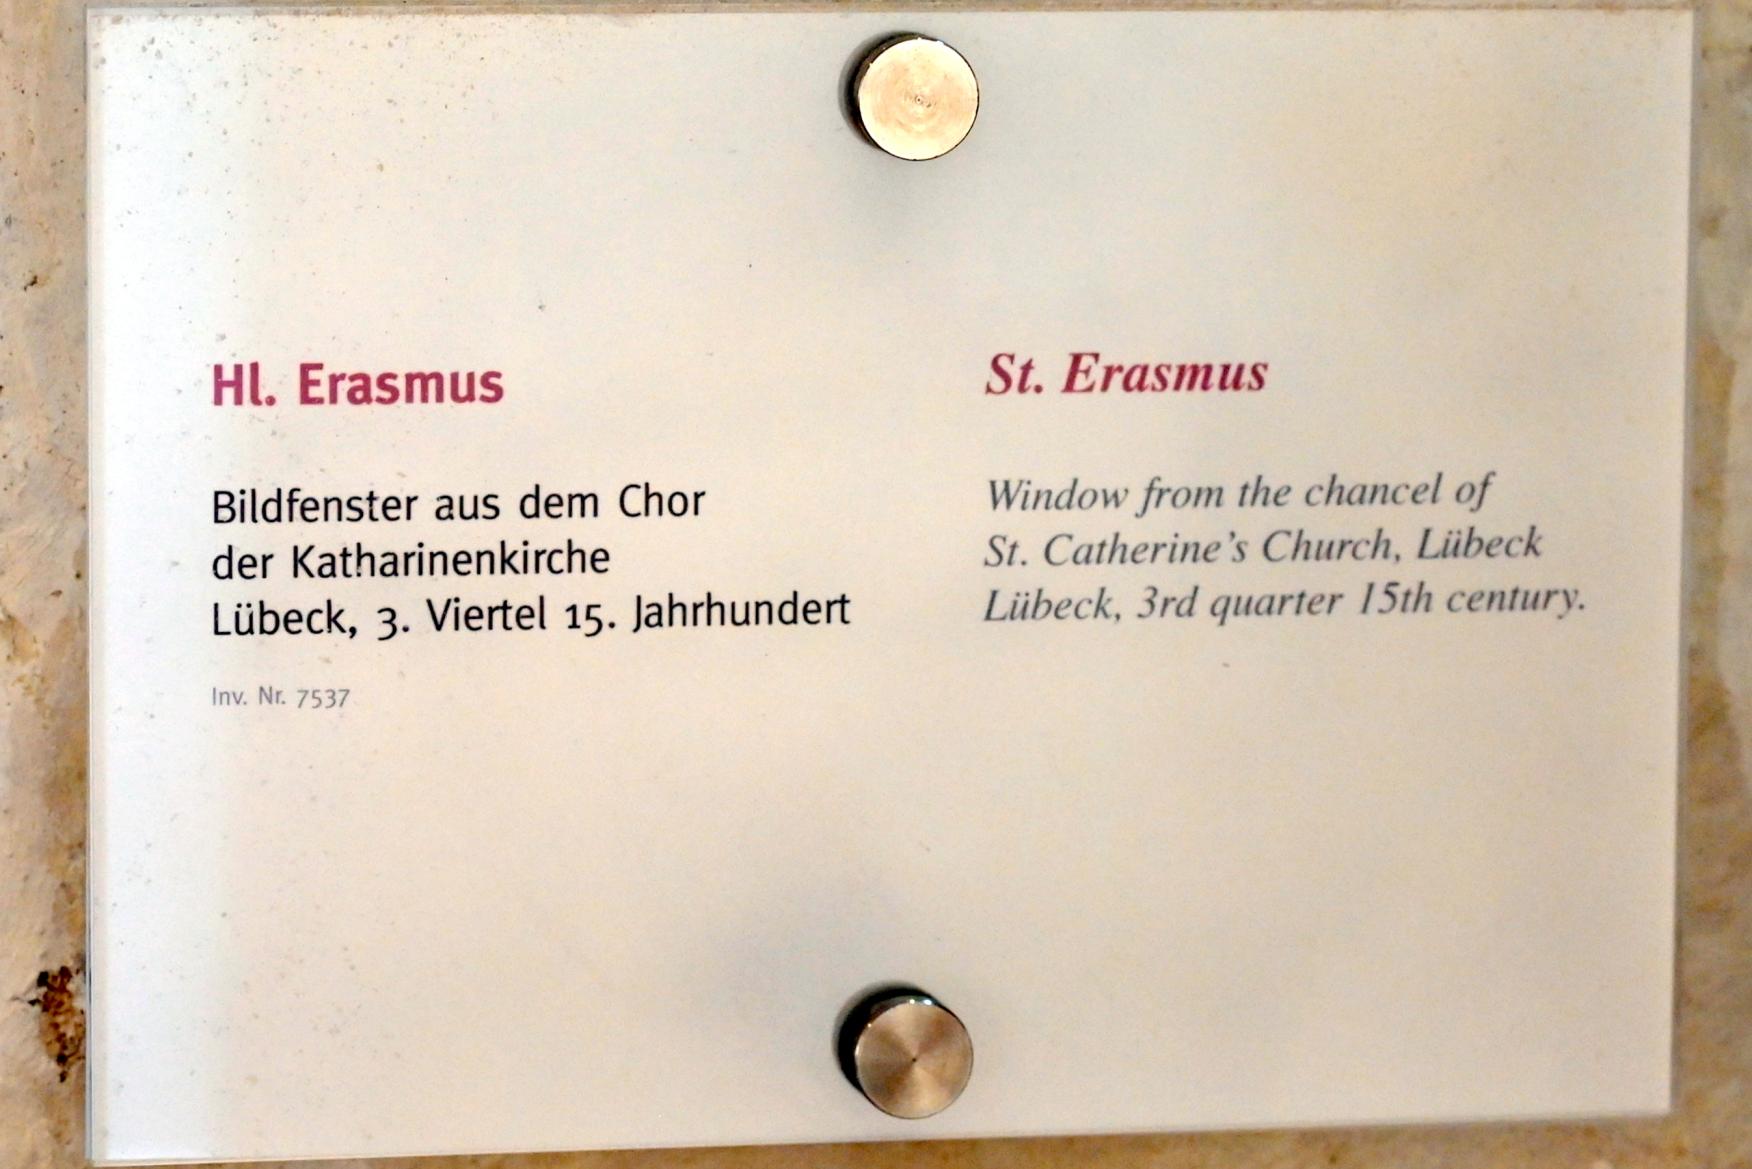 Hl. Erasmus
Bildfenster aus dem Chor
der Katharinenkirche
Lübeck, 3. Viertel 15. Jahrhundert
Inv. Nr. 7537
St. Erasmus
Window from the chancel of
St. Catherine's Church, Lübeck
Lübeck, 3rd quarter 15th century.